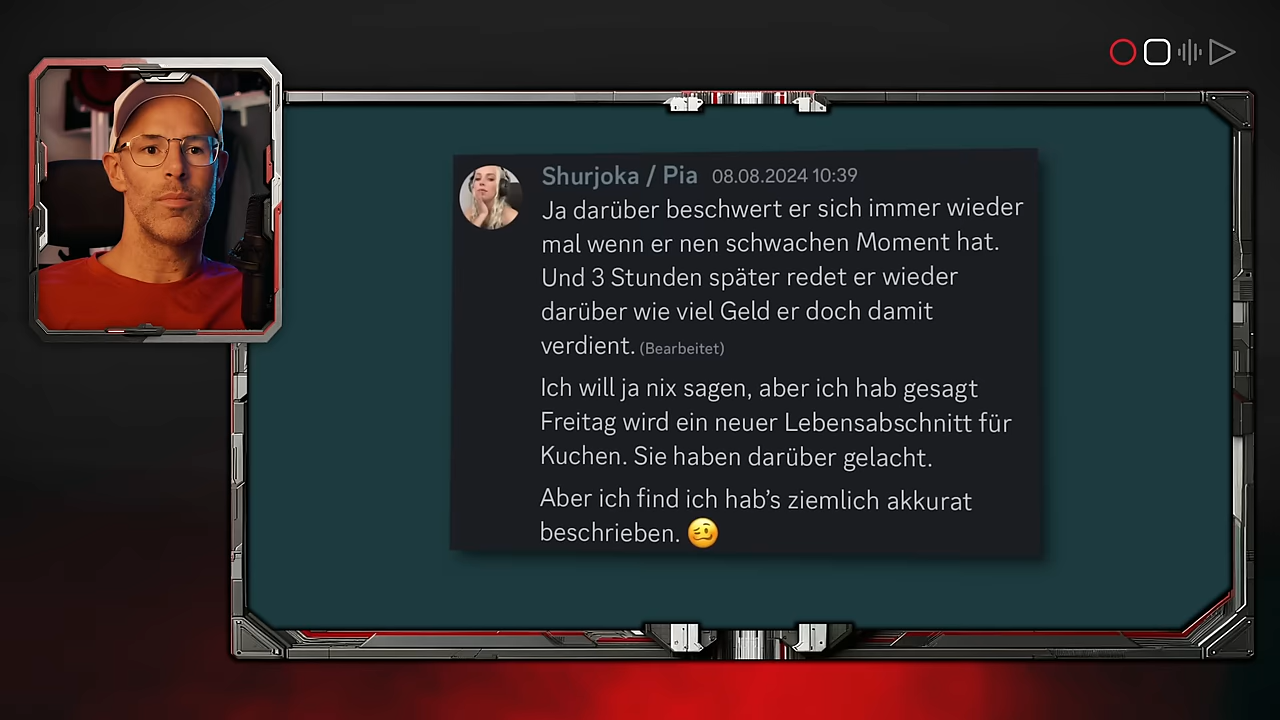 Shurjoka / Pia 08.08.2024 10:39
Ja darüber beschwert er sich immer wieder
mal wenn er nen schwachen Moment hat.
Und 3 Stunden später redet er wieder
darüber wie viel Geld er doch damit
verdient. (Bearbeitet)
Ich will ja nix sagen, aber ich hab gesagt
Freitag wird ein neuer Lebensabschnitt für
Kuchen. Sie haben darüber gelacht.
Aber ich find ich hab’s ziemlich akkurat
beschrieben. 🥴